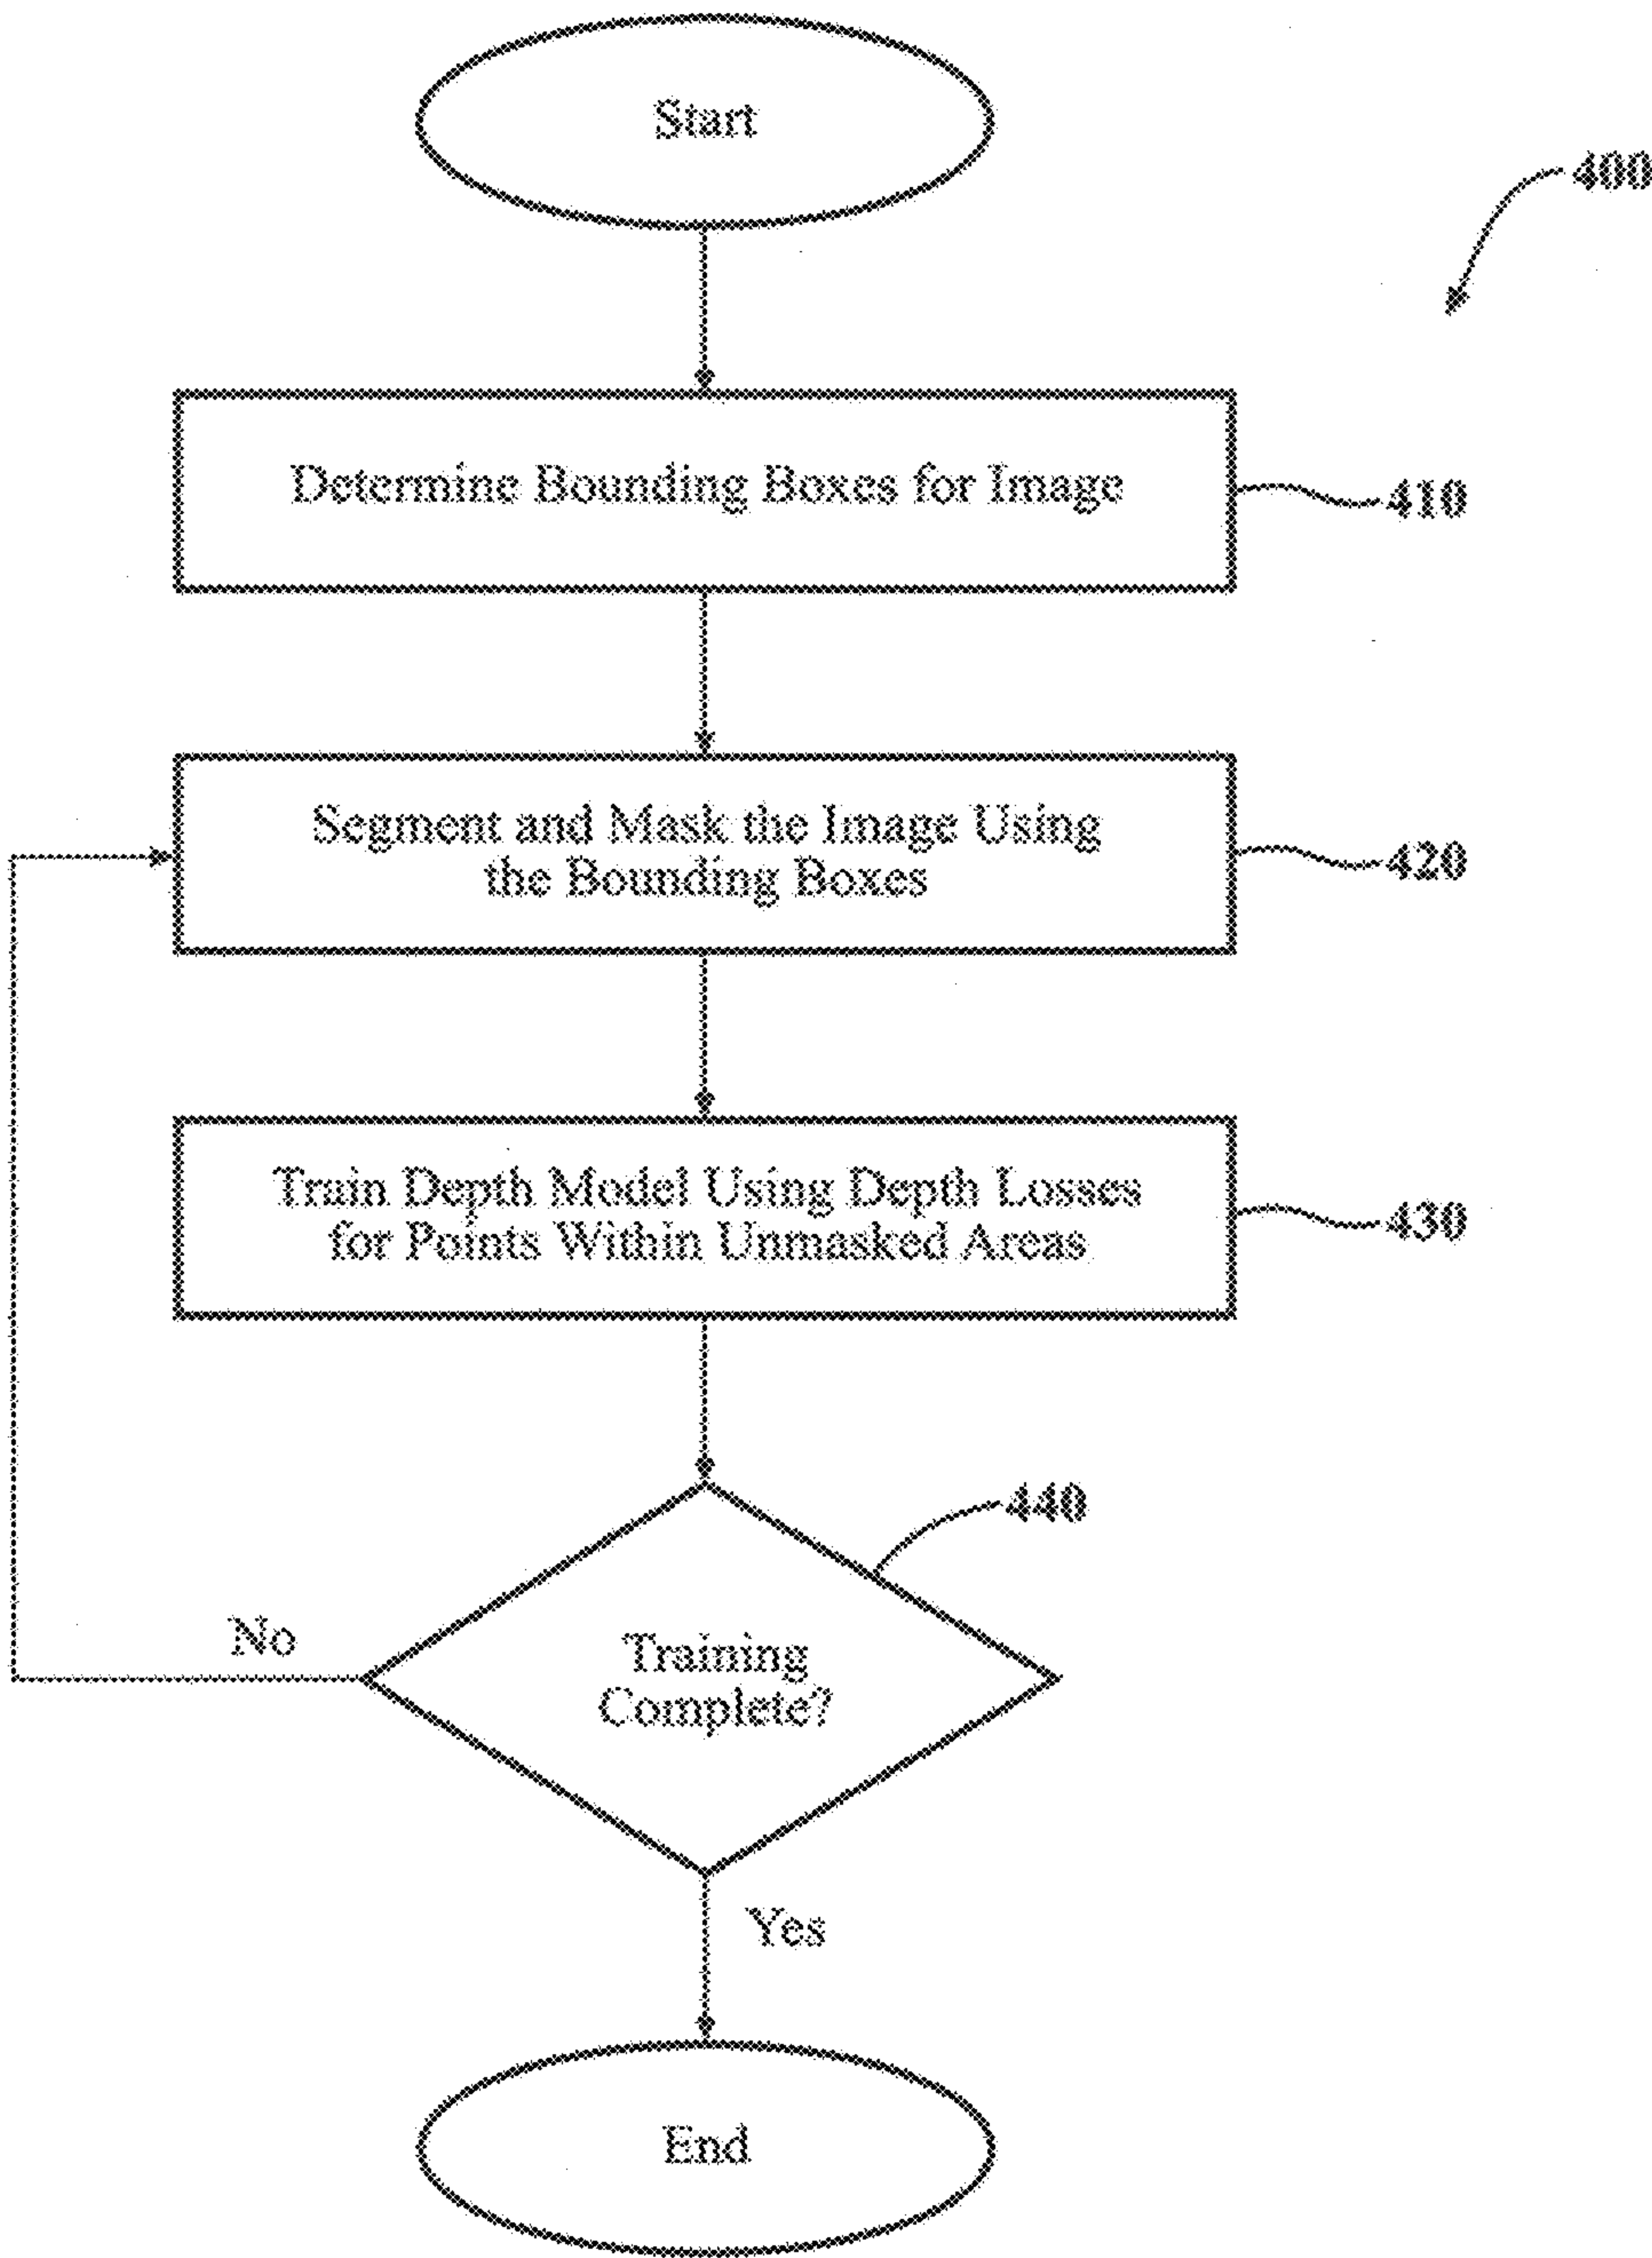 Start
400
Determine Bounding Boxes for Image
410
Segment and Mask the Image Using
the Bounding Boxes
420
Train Depth Model Using Depth Losses
for Points Within Unmasked Areas
430
440
Training
Complete?
No
Yes
End